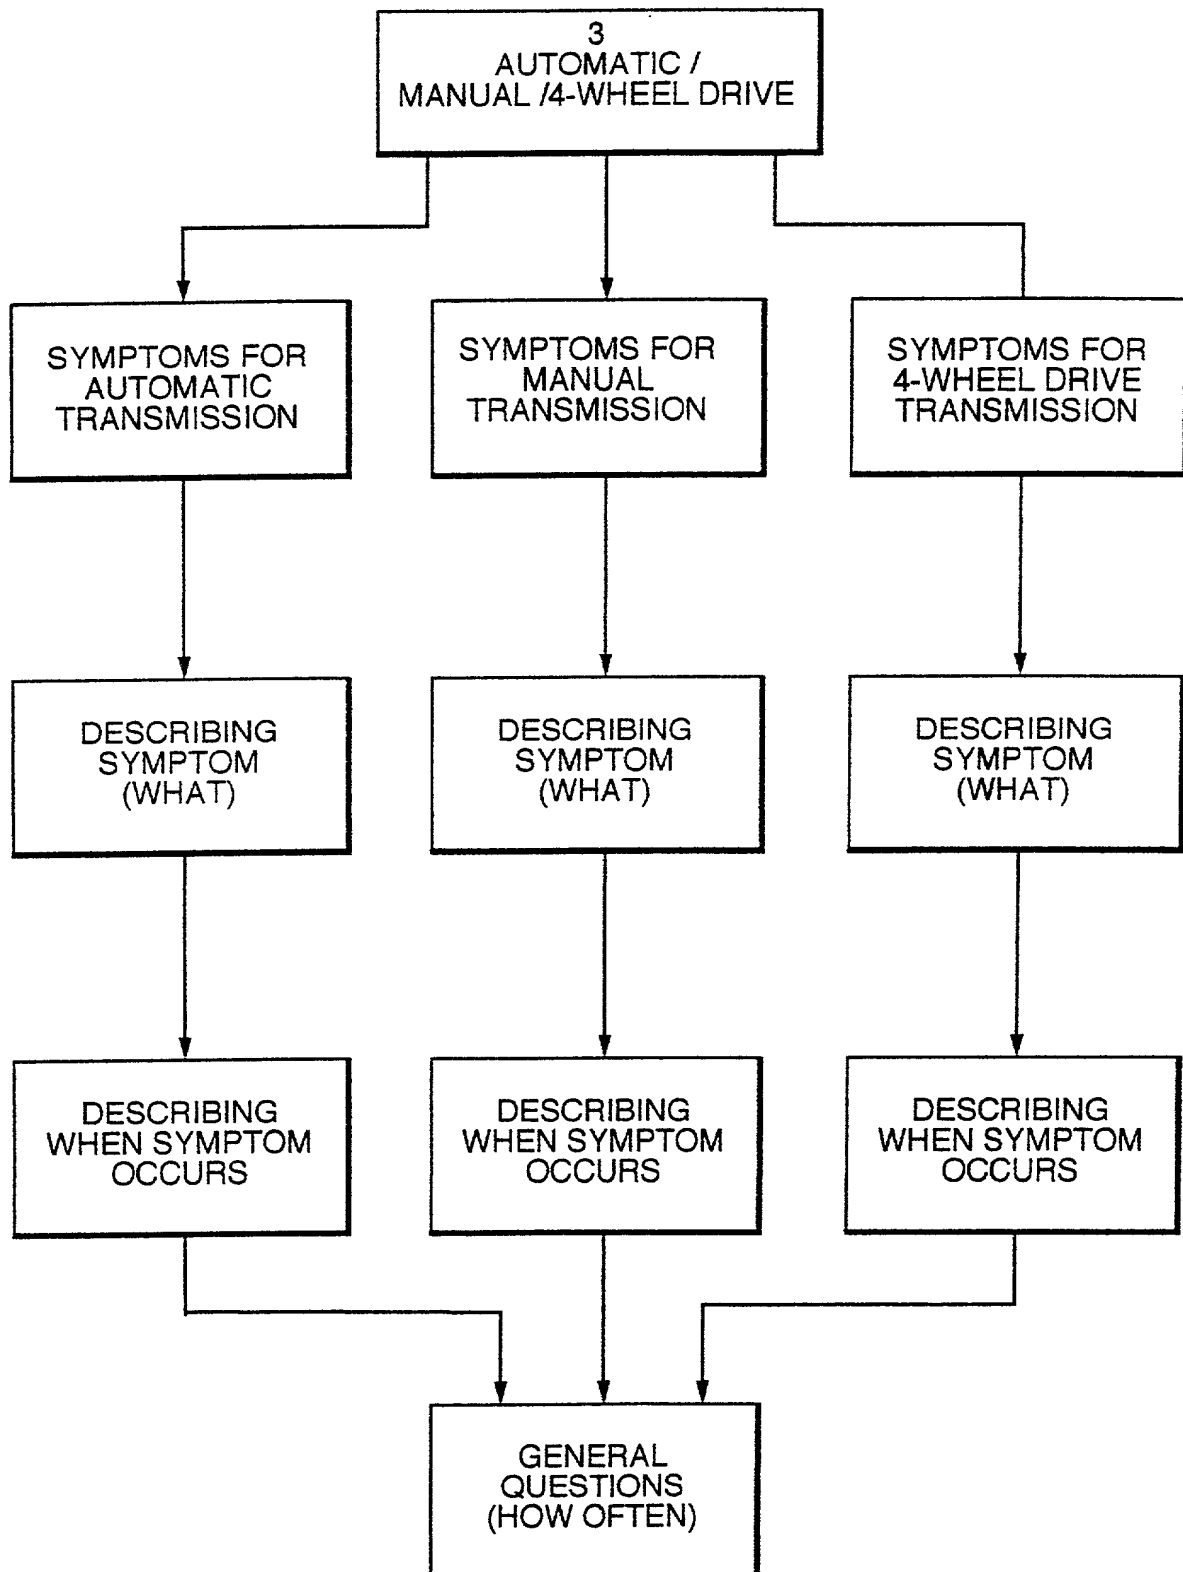 3
AUTOMATIC /
MANUAL /4-WHEEL DRIVE
SYMPTOMS FOR
AUTOMATIC
TRANSMISSION
SYMPTOMS FOR
MANUAL
TRANSMISSION
SYMPTOMS FOR
4-WHEEL DRIVE
TRANSMISSION
DESCRIBING
SYMPTOM
(WHAT)
DESCRIBING
SYMPTOM
(WHAT)
DESCRIBING
SYMPTOM
(WHAT)
DESCRIBING
WHEN SYMPTOM
OCCURS
DESCRIBING
WHEN SYMPTOM
OCCURS
DESCRIBING
WHEN SYMPTOM
OCCURS
GENERAL
QUESTIONS
(HOW OFTEN)